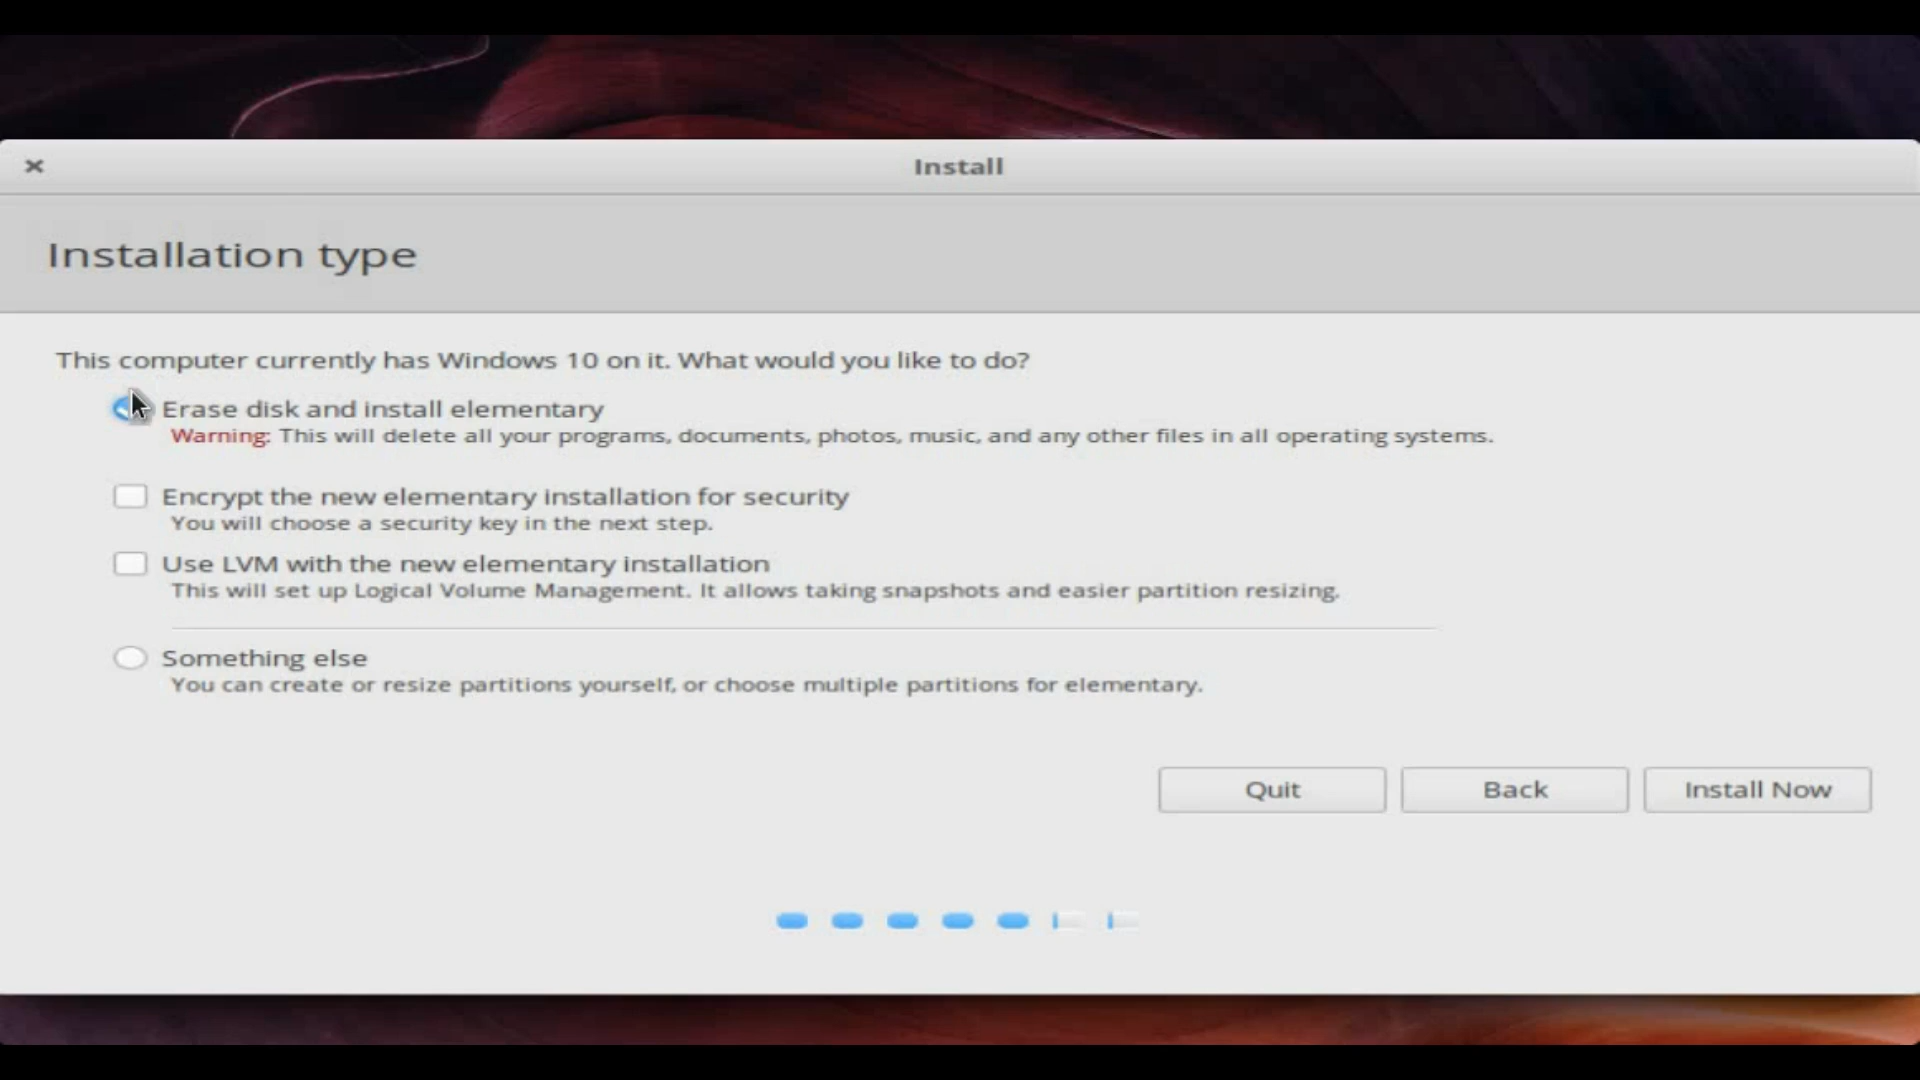 Install
Installation type
This computer currently has Windows 10 on it. What would you like to do?
Erase disk and install elementary
Warning: This will delete all your programs, documents, photos, music, and any other files in all operating systems.
Encrypt the new elementary installation for security
You will choose a security key in the next step.
Use LVM with the new elementary installation
This will set up Logical Volume Management. It allows taking snapshots and easier partition resizing.
Something else
You can create or resize partitions yourself, or choose multiple partitions for elementary.
Quit
Back
Install Now